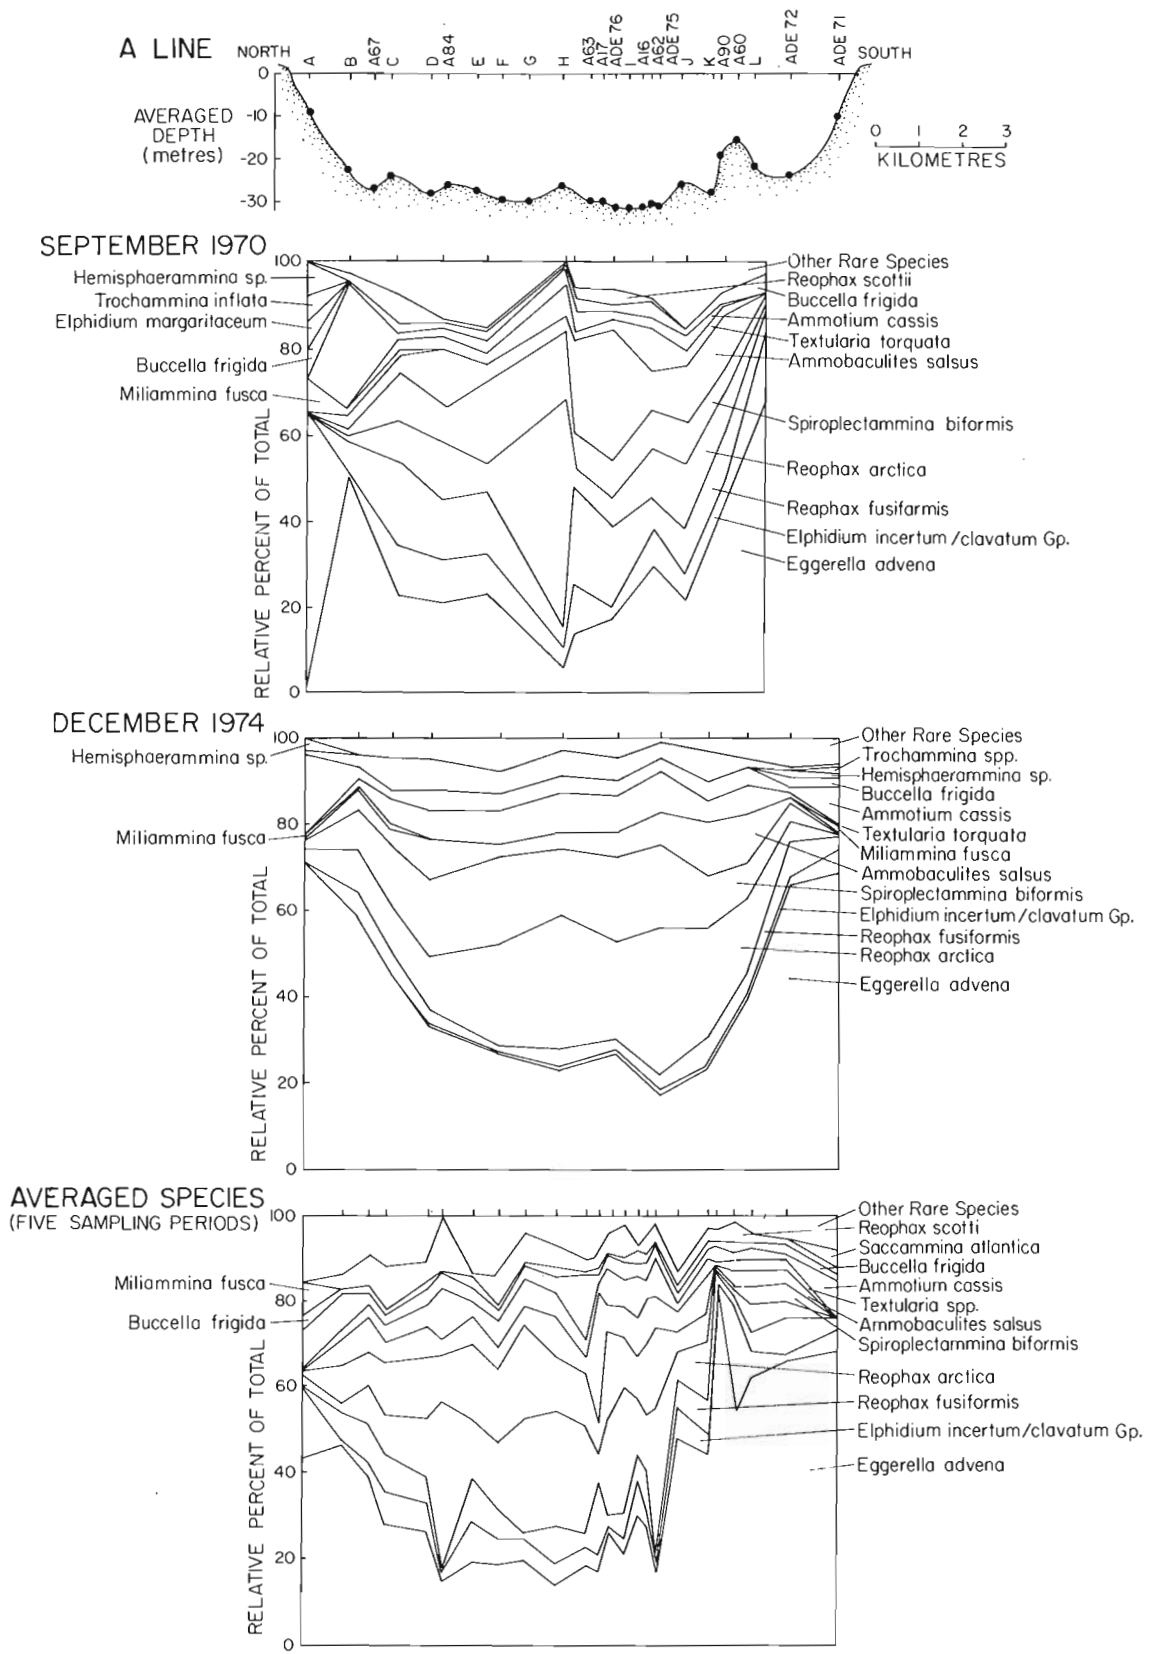 A LINE
NORTH
A B A67 C D A84 E F G H A63 A17 ADE 76 I A16 A62 ADE 75 J K A90 A60 L ADE 72 ADE 71
SOUTH
0
-10
-20
-30
AVERAGED
DEPTH
(metres)
0 1 2 3
KILOMETRES
SEPTEMBER 1970
100
80
60
40
20
0
RELATIVE PERCENT OF TOTAL
Hemisphaerammina sp.
Trochammina inflata
Elphidium margaritaceum
Buccella frigida
Miliammina fusca
Other Rare Species
Reophax scottii
Buccella frigida
Ammotium cassis
Textularia torquata
Ammobaculites salsus
Spiroplectammina biformis
Reophax arctica
Reaphax fusifarmis
Elphidium incertum/clavatum Gp.
Eggerella advena
DECEMBER 1974
100
80
60
40
20
0
RELATIVE PERCENT OF TOTAL
Hemisphaerammina sp.
Miliammina fusca
Other Rare Species
Trochammina spp.
Hemisphaerammina sp.
Buccella frigida
Ammotium cassis
Textularia torquata
Miliammina fusca
Ammobaculites salsus
Spiroplectammina biformis
Elphidium incertum/clavatum Gp.
Reophax fusiformis
Reophax arctica
Eggerella advena
AVERAGED SPECIES
(FIVE SAMPLING PERIODS)
100
80
60
40
20
0
RELATIVE PERCENT OF TOTAL
Miliammina fusca
Buccella frigida
Other Rare Species
Reophax scotti
Saccammina atlantica
Buccella frigida
Ammotium cassis
Textularia spp.
Ammobaculites salsus
Spiroplectammina biformis
Reophax arctica
Reophax fusiformis
Elphidium incertum/clavatum Gp.
Eggerella advena